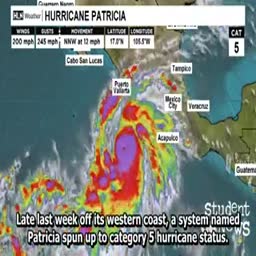 HLN Weather HURRICANE PATRICIA
WINDS GUSTS MOVEMENT LATITUDE LONGITUDE
200 mph 245 mph NNW at 12 mph 17.0°N 105.5°W
CAT
5
Cabo San Lucas
Tampico
Puerto
Vallarta
Mexico
City
Veracruz
Acapulco
Guatemala
Student
NEWS
Late last week off its western coast, a system named
Patricia spun up to category 5 hurricane status.